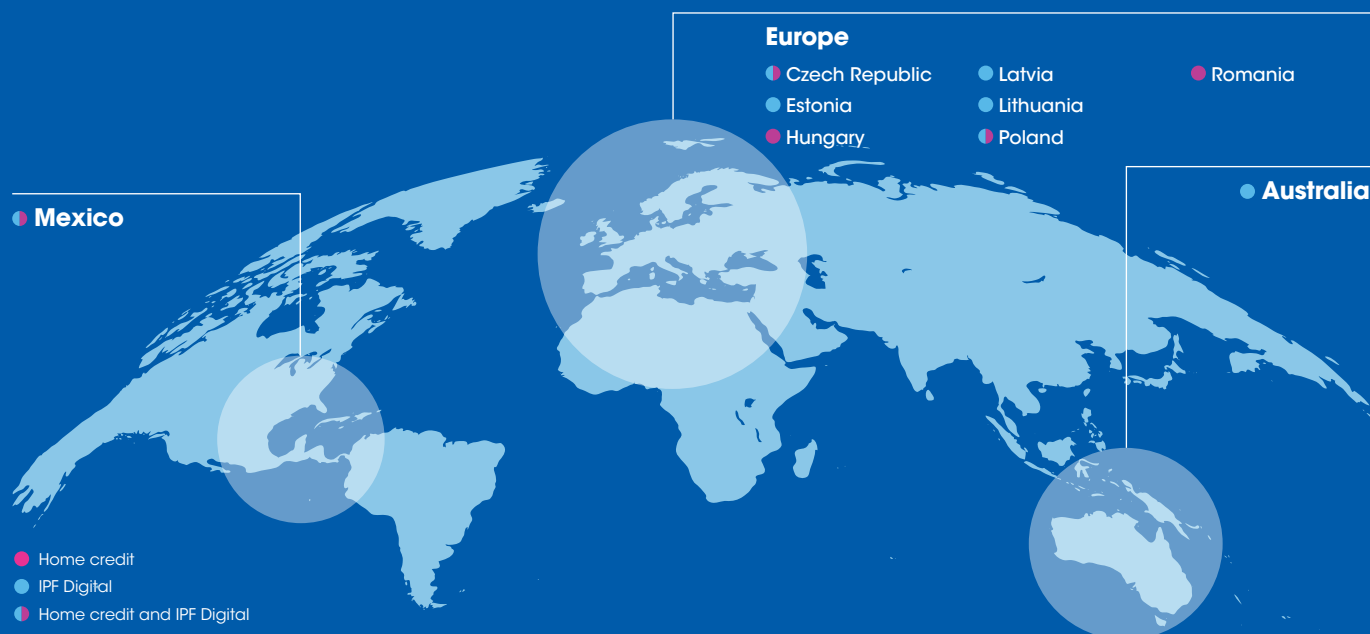 Europe
Czech Republic
Latvia
Romania
Estonia
Lithuania
Hungary
Poland
Australia
Mexico
Home credit
IPF Digital
Home credit and IPF Digital